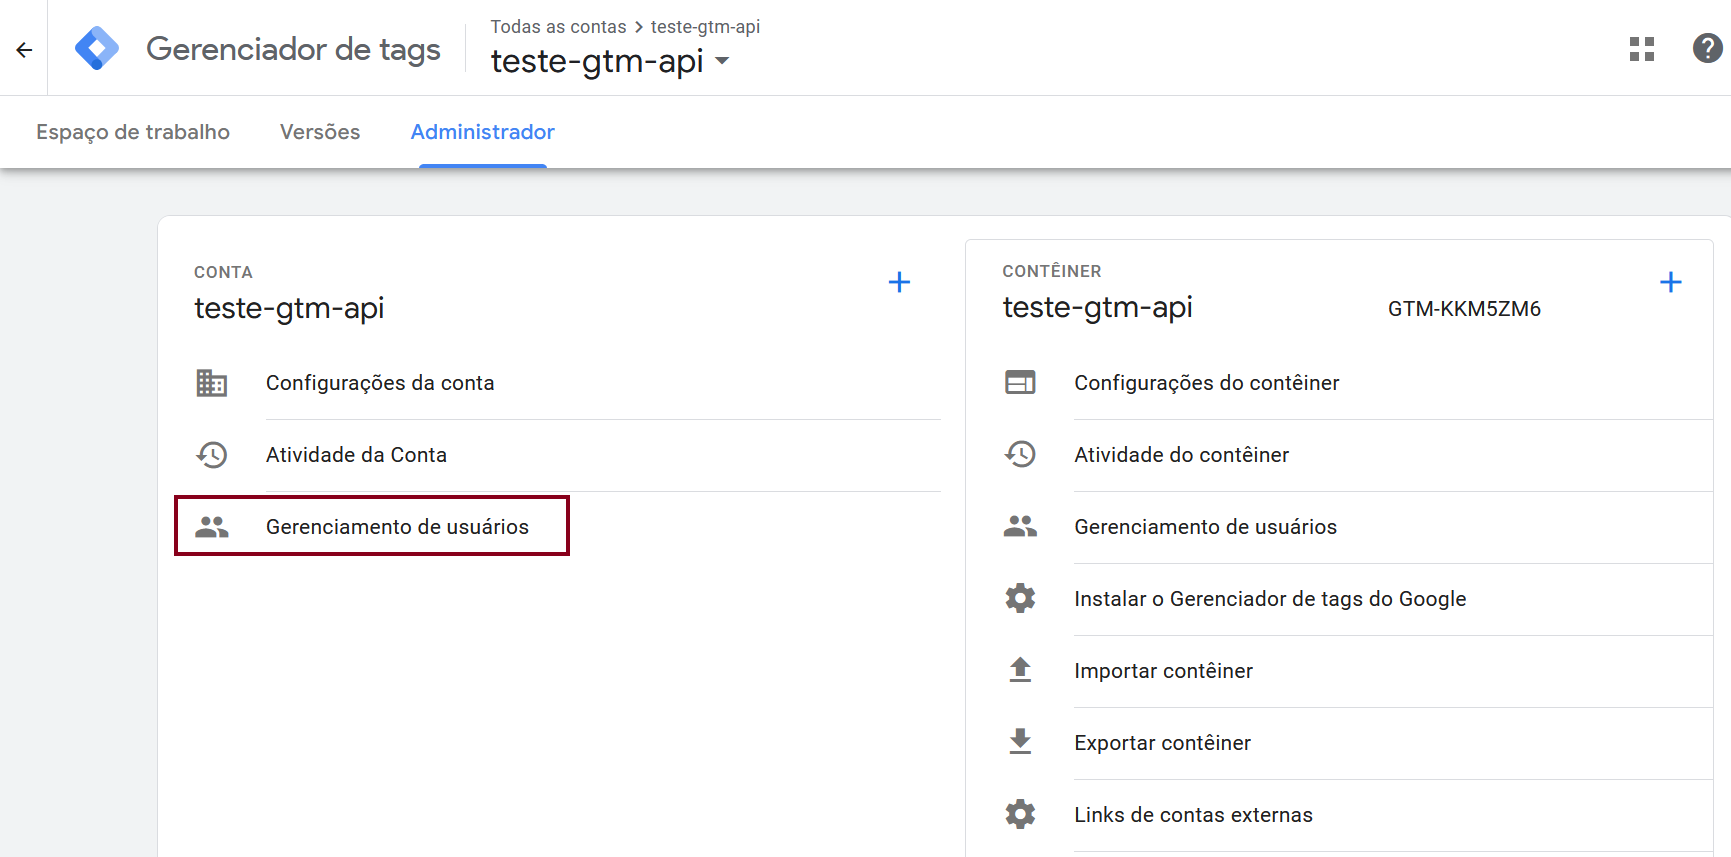 Gerenciador de tags
Todas as contas > teste-gtm-api
teste-gtm-api
Espaço de trabalho
Versões
Administrador
CONTA
teste-gtm-api
Configurações da conta
Atividade da Conta
Gerenciamento de usuários
CONTÊINER
teste-gtm-api
GTM-KKM5ZM6
Configurações do contêiner
Atividade do contêiner
Gerenciamento de usuários
Instalar o Gerenciador de tags do Google
Importar contêiner
Exportar contêiner
Links de contas externas